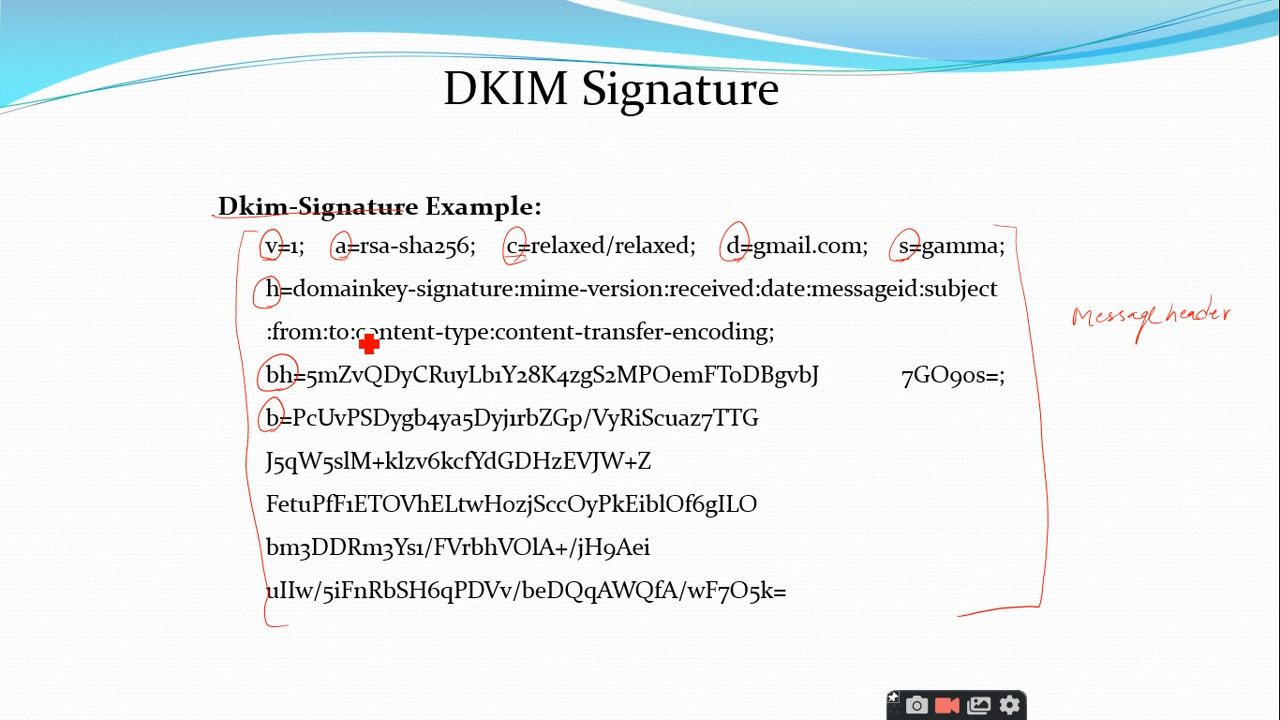 DKIM Signature
Dkim-Signature Example:
v=1; a=rsa-sha256; c=relaxed/relaxed; d=gmail.com; s=gamma;
h=domainkey-signature:mime-version:received:date:messageid:subject
:from:to:content-type:content-transfer-encoding;
Message header
bh=5mZvQDyCRuyLb1Y28K4zgS2MPOemFToDBgvbJ 7GO90s=;
b=PcUvPSDygb4ya5Dyj1rbZGp/VyRiScuaz7TTG
J5qW5slM+klzv6kcfYdGDHzEVJW+Z
FetuPfF1ETOVhELtwHozjSccOyPkEiblOf6gILO
bm3DDRm3Ys1/FVrbhVOlA+/jH9Aei
uIIw/5iFnRbSH6qPDVv/beDQqAWQfA/wF7O5k=